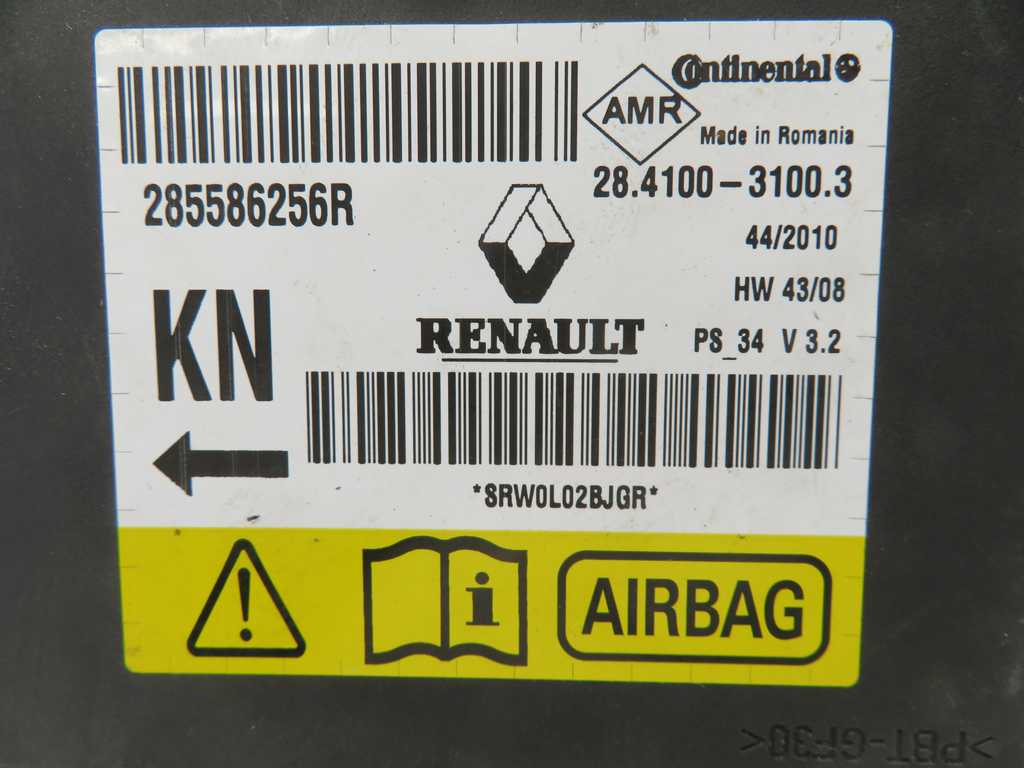 Continental
AMR
Made in Romania
285586256R
28.4100-3100.3
44/2010
HW 43/08
KN
RENAULT
PS_34 V 3.2
*SRW0L02BJGR*
i
AIRBAG
>PBT-GF30<